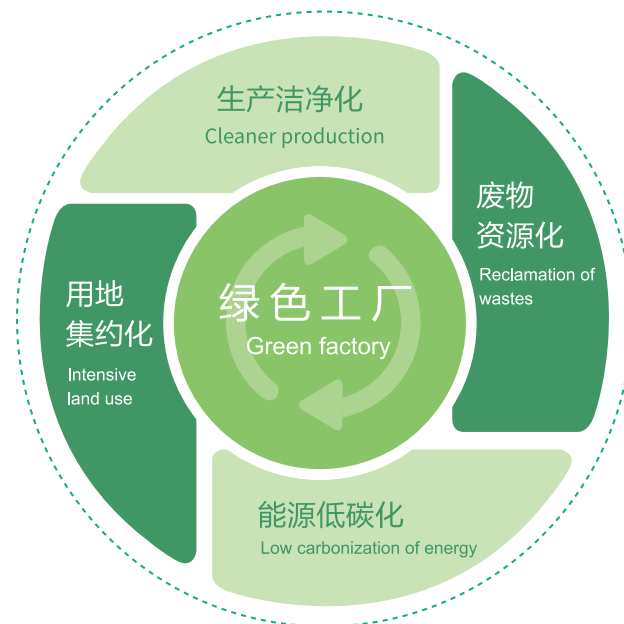 生产洁净化
Cleaner production
废物
资源化
Reclamation of
wastes
用地
集约化
Intensive
land use
绿色工厂
Green factory
能源低碳化
Low carbonization of energy